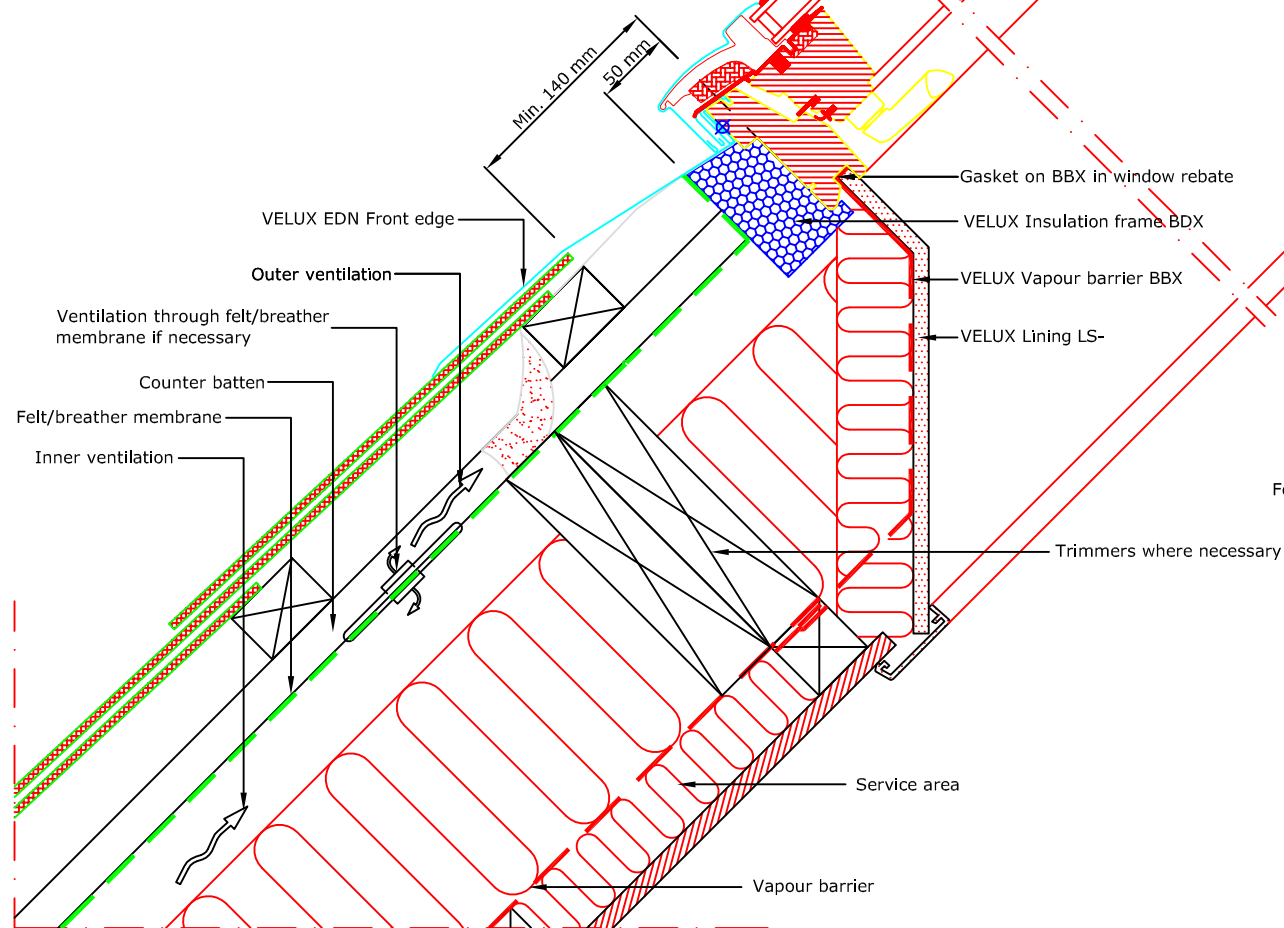 Min. 140 mm
50 mm
Gasket on BBX in window rebate
VELUX EDN Front edge
VELUX Insulation frame BDX
Outer ventilation
VELUX Vapour barrier BBX
Ventilation through felt/breather
membrane if necessary
VELUX Lining LS-
Counter batten
Felt/breather membrane
Inner ventilation
Trimmers where necessary
Service area
Vapour barrier